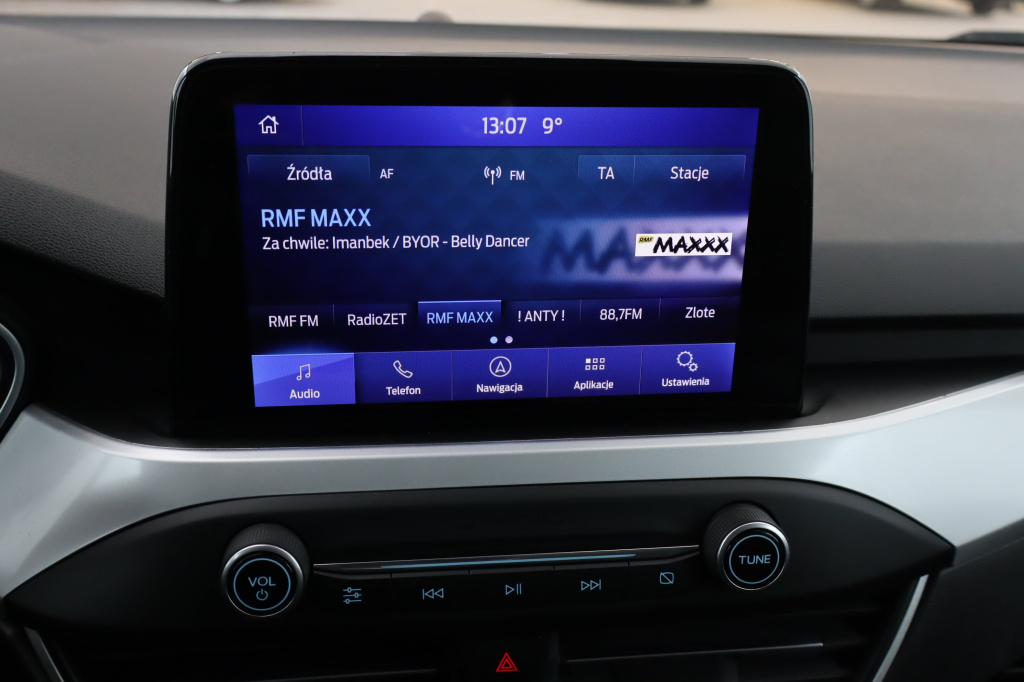 13:07 9°
Źródła AF FM TA Stacje
RMF MAXX
Za chwile: Imanbek / BYOR - Belly Dancer
RMF MAXXX
RMF FM RadioZET RMF MAXX ! ANTY ! 88,7FM Zlote
Audio Telefon Nawigacja Aplikacje Ustawienia
VOL TUNE